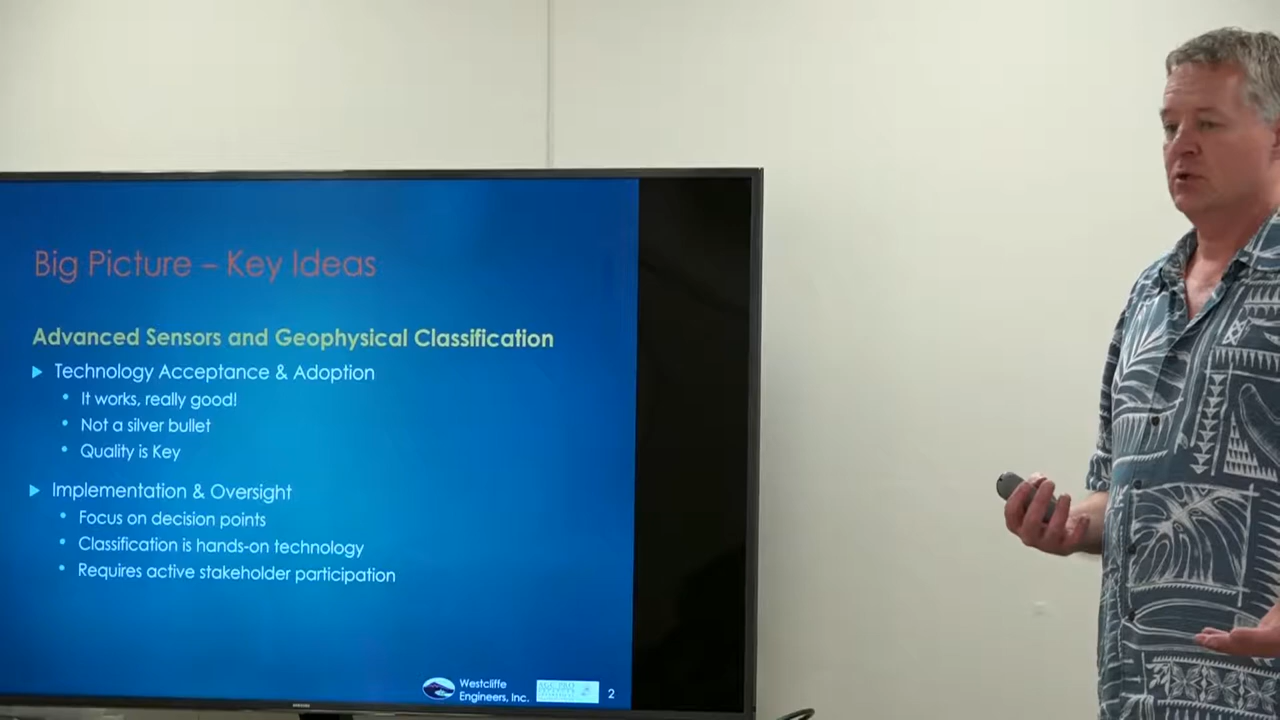 Big Picture – Key Ideas
Advanced Sensors and Geophysical Classification
Technology Acceptance & Adoption
It works, really good!
Not a silver bullet
Quality is Key
Implementation & Oversight
Focus on decision points
Classification is hands-on technology
Requires active stakeholder participation
Westcliffe
Engineers, Inc.
2
SAMSUNG